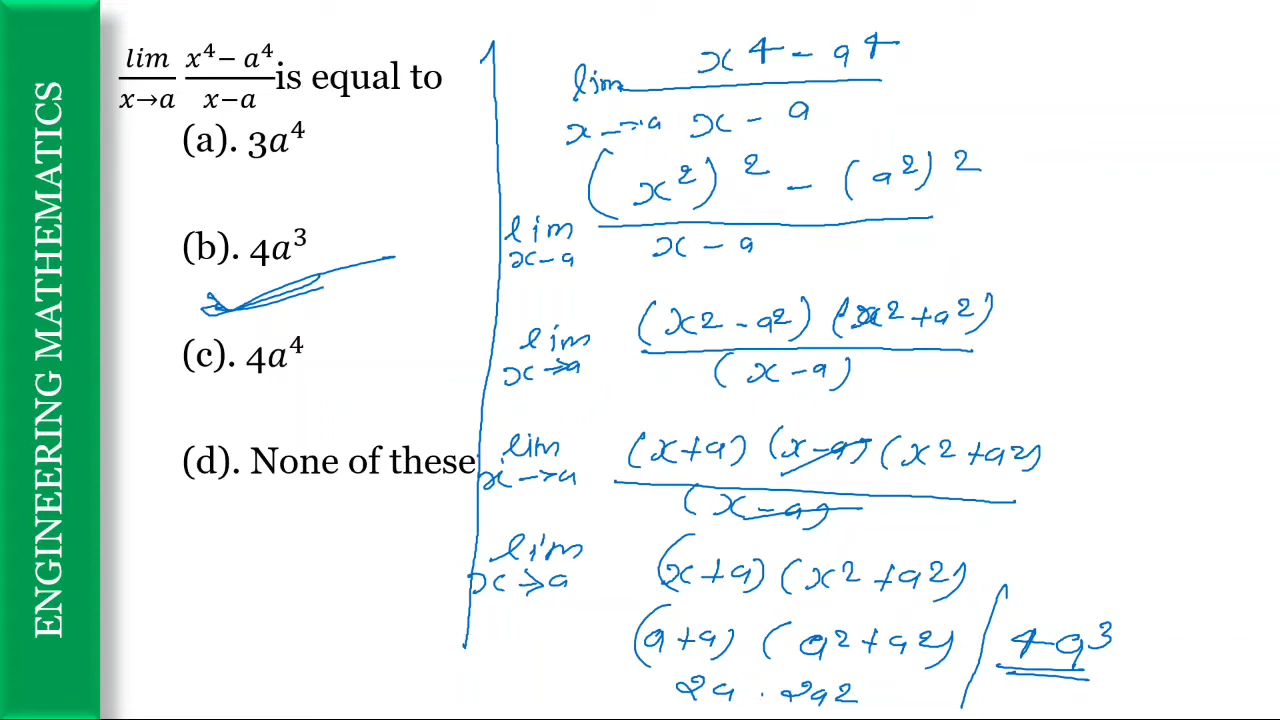 ENGINEERING MATHEMATICS
lim x→a x⁴− a⁴ / x−a is equal to
(a). 3a⁴
(b). 4a³
(c). 4a⁴
(d). None of these
lim x→a x⁴ - a⁴ / x - a
lim x-a (x²)² - (a²)² / x - a
lim x→a (x² - a²) (x² + a²) / (x - a)
lim x→a (x+a) (x-a) (x² + a²) / (x-a)
lim x→a (x+a) (x² + a²)
(a+a) (a² + a²) / 4a³
2a . 2a²